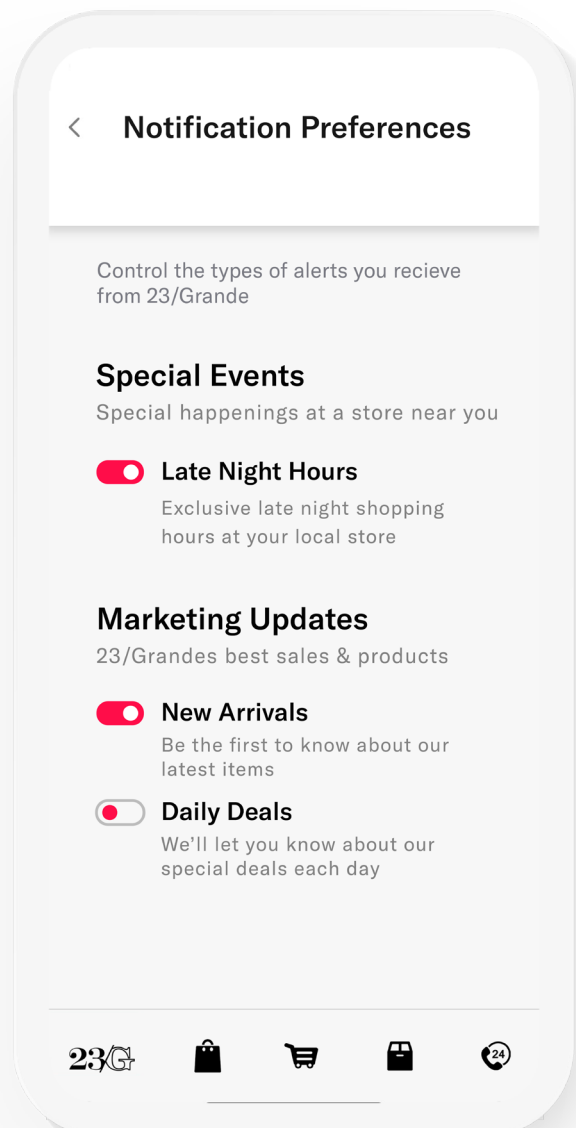 Notification Preferences
Control the types of alerts you recieve
from 23/Grande
Special Events
Special happenings at a store near you
Late Night Hours
Exclusive late night shopping
hours at your local store
Marketing Updates
23/Grandes best sales & products
New Arrivals
Be the first to know about our
latest items
Daily Deals
We’ll let you know about our
special deals each day
23/G
24